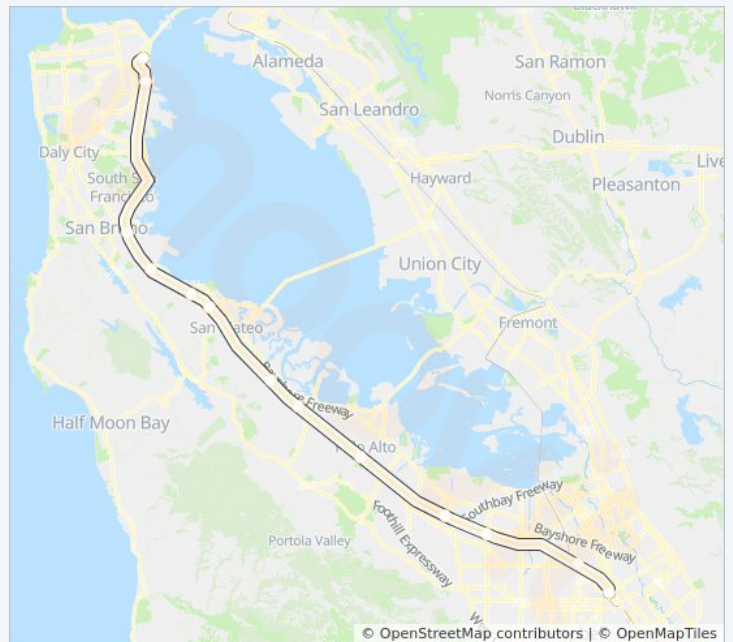 Alameda
San Ramon
Norris Canyon
San Leandro
Dublin
Daly City
Live
Hayward
South S
Francisco
Pleasanton
San Bruno
Union City
San Mateo
Fremont
Bayshore Freeway
Half Moon Bay
Palo Alto
Southbay Freeway
Foothill Expressway
Bayshore Freeway
Portola Valley
W
© OpenStreetMap contributors | © OpenMapTiles